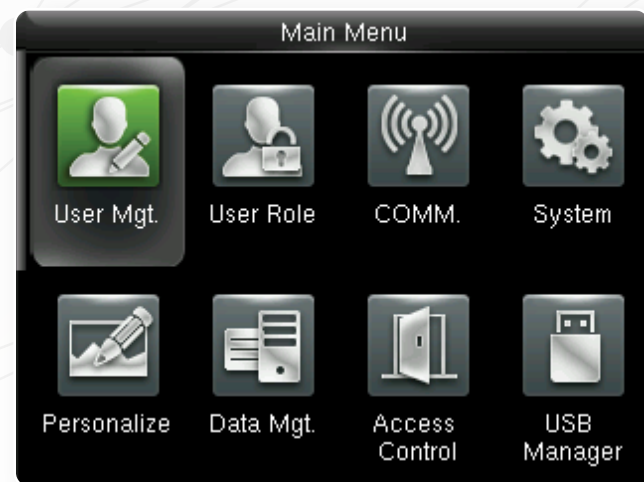 Main Menu
User Mgt.
User Role
COMM.
System
Personalize
Data Mgt.
Access
Control
USB
Manager